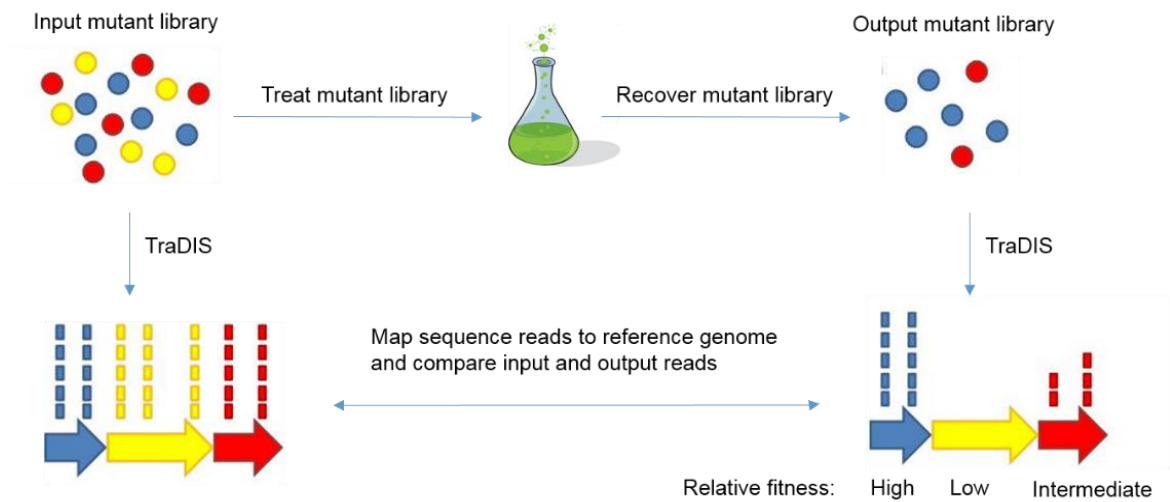 Input mutant library
Output mutant library
Treat mutant library
Recover mutant library
TraDIS
TraDIS
Map sequence reads to reference genome
and compare input and output reads
Relative fitness: High Low Intermediate